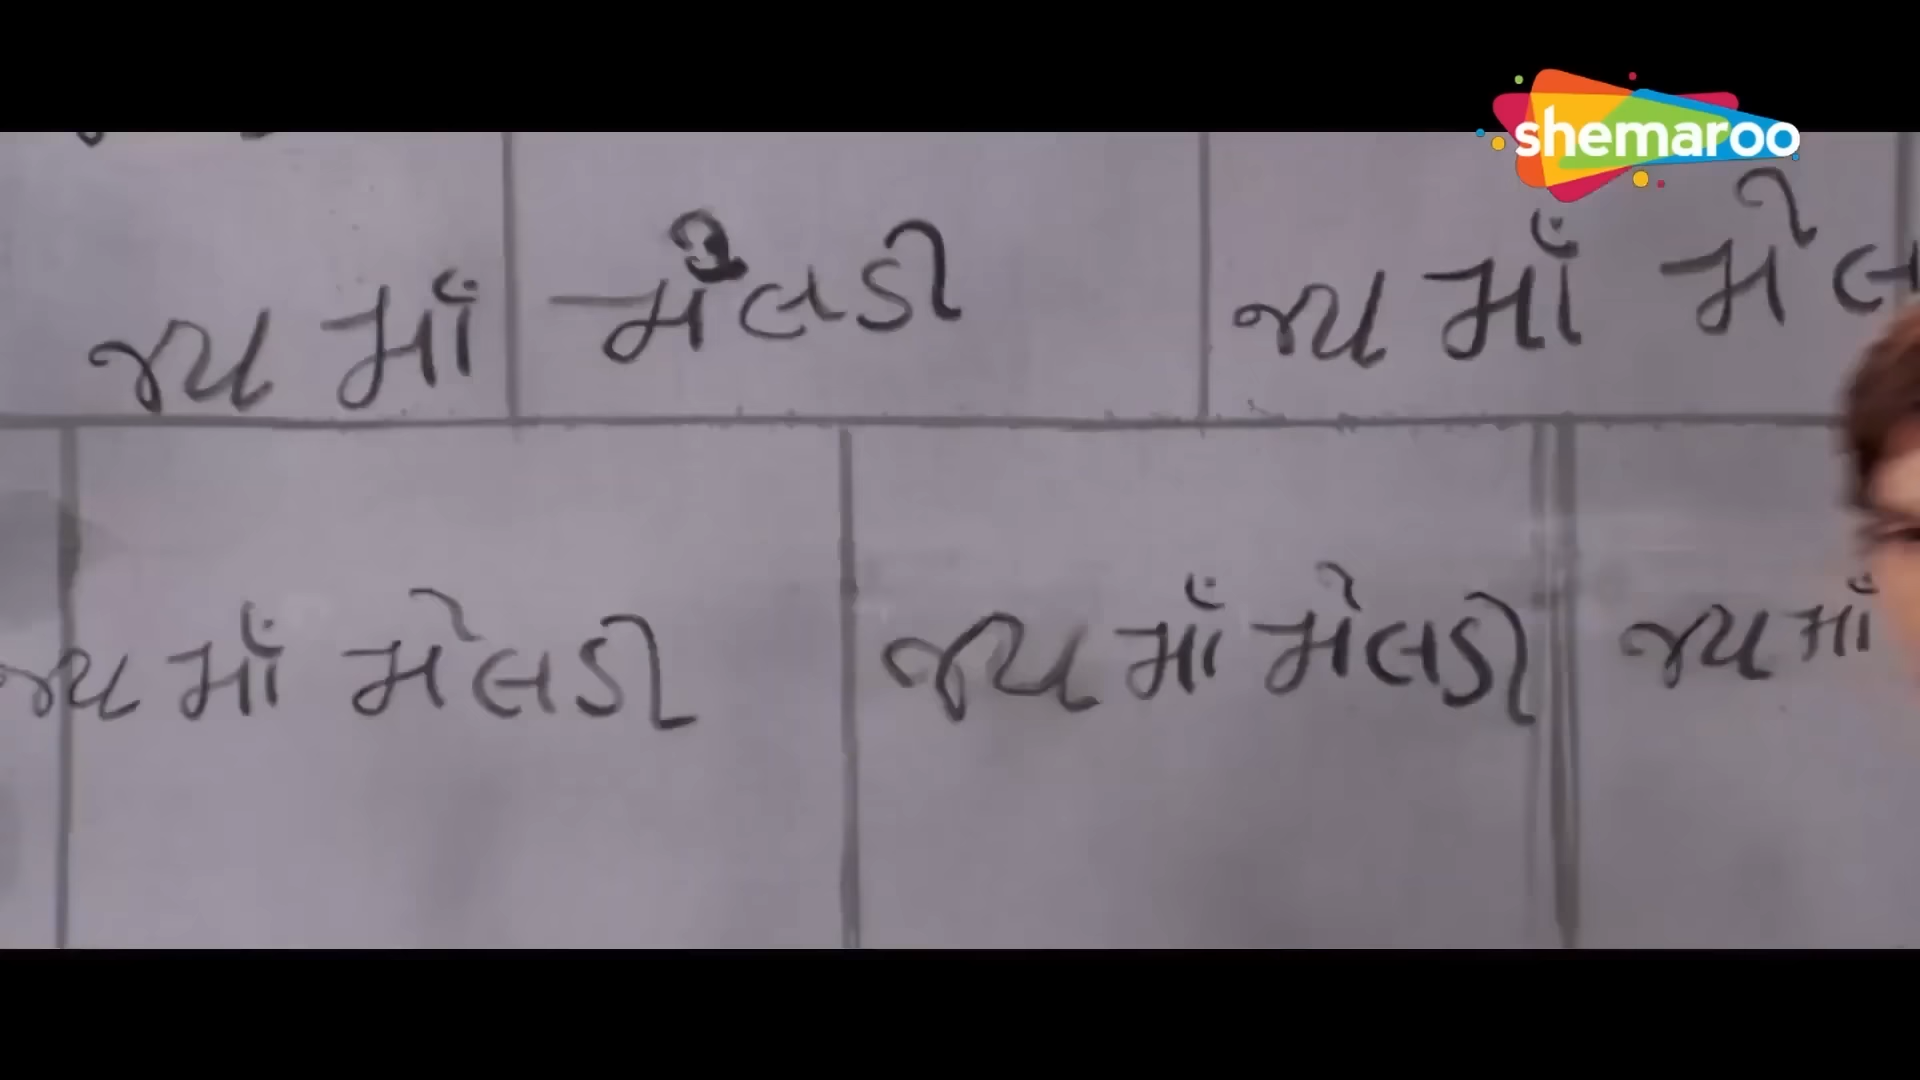 shemaroo
જય માઁ મેલડી જય માઁ મેલ
જય માઁ મેલડી જય માઁ મેલડી જય માઁ